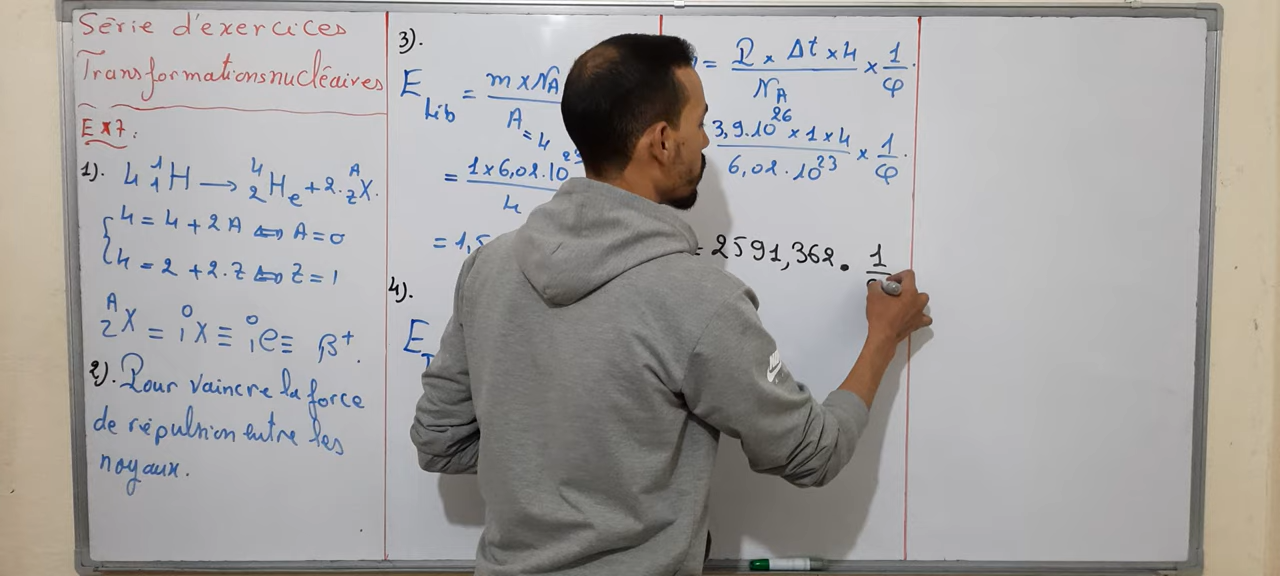 Série d'exercices
Transformations nucléaires
Ex7:
1). 4 ¹₁H → ⁴₂He + 2. ᴬ_Z X.
{ 4 = 4 + 2A ⇔ A = 0
4 = 2 + 2.Z ⇔ Z = 1
ᴬ_Z X = ⁰₁X ≡ ⁰₁e ≡ β⁺.
2). Pour vaincre la force
de répulsion entre les
noyaux.
3).
E_Lib = m × N_A / A = 4
= 1 × 6,02.10²³ / 4
= 1,5
4).
E_T
= P × Δt × 4 / N_A × 1/φ.
3,9.10²⁶ × 1 × 4 / 6,02.10²³ × 1/φ.
= 2591,362. 1/